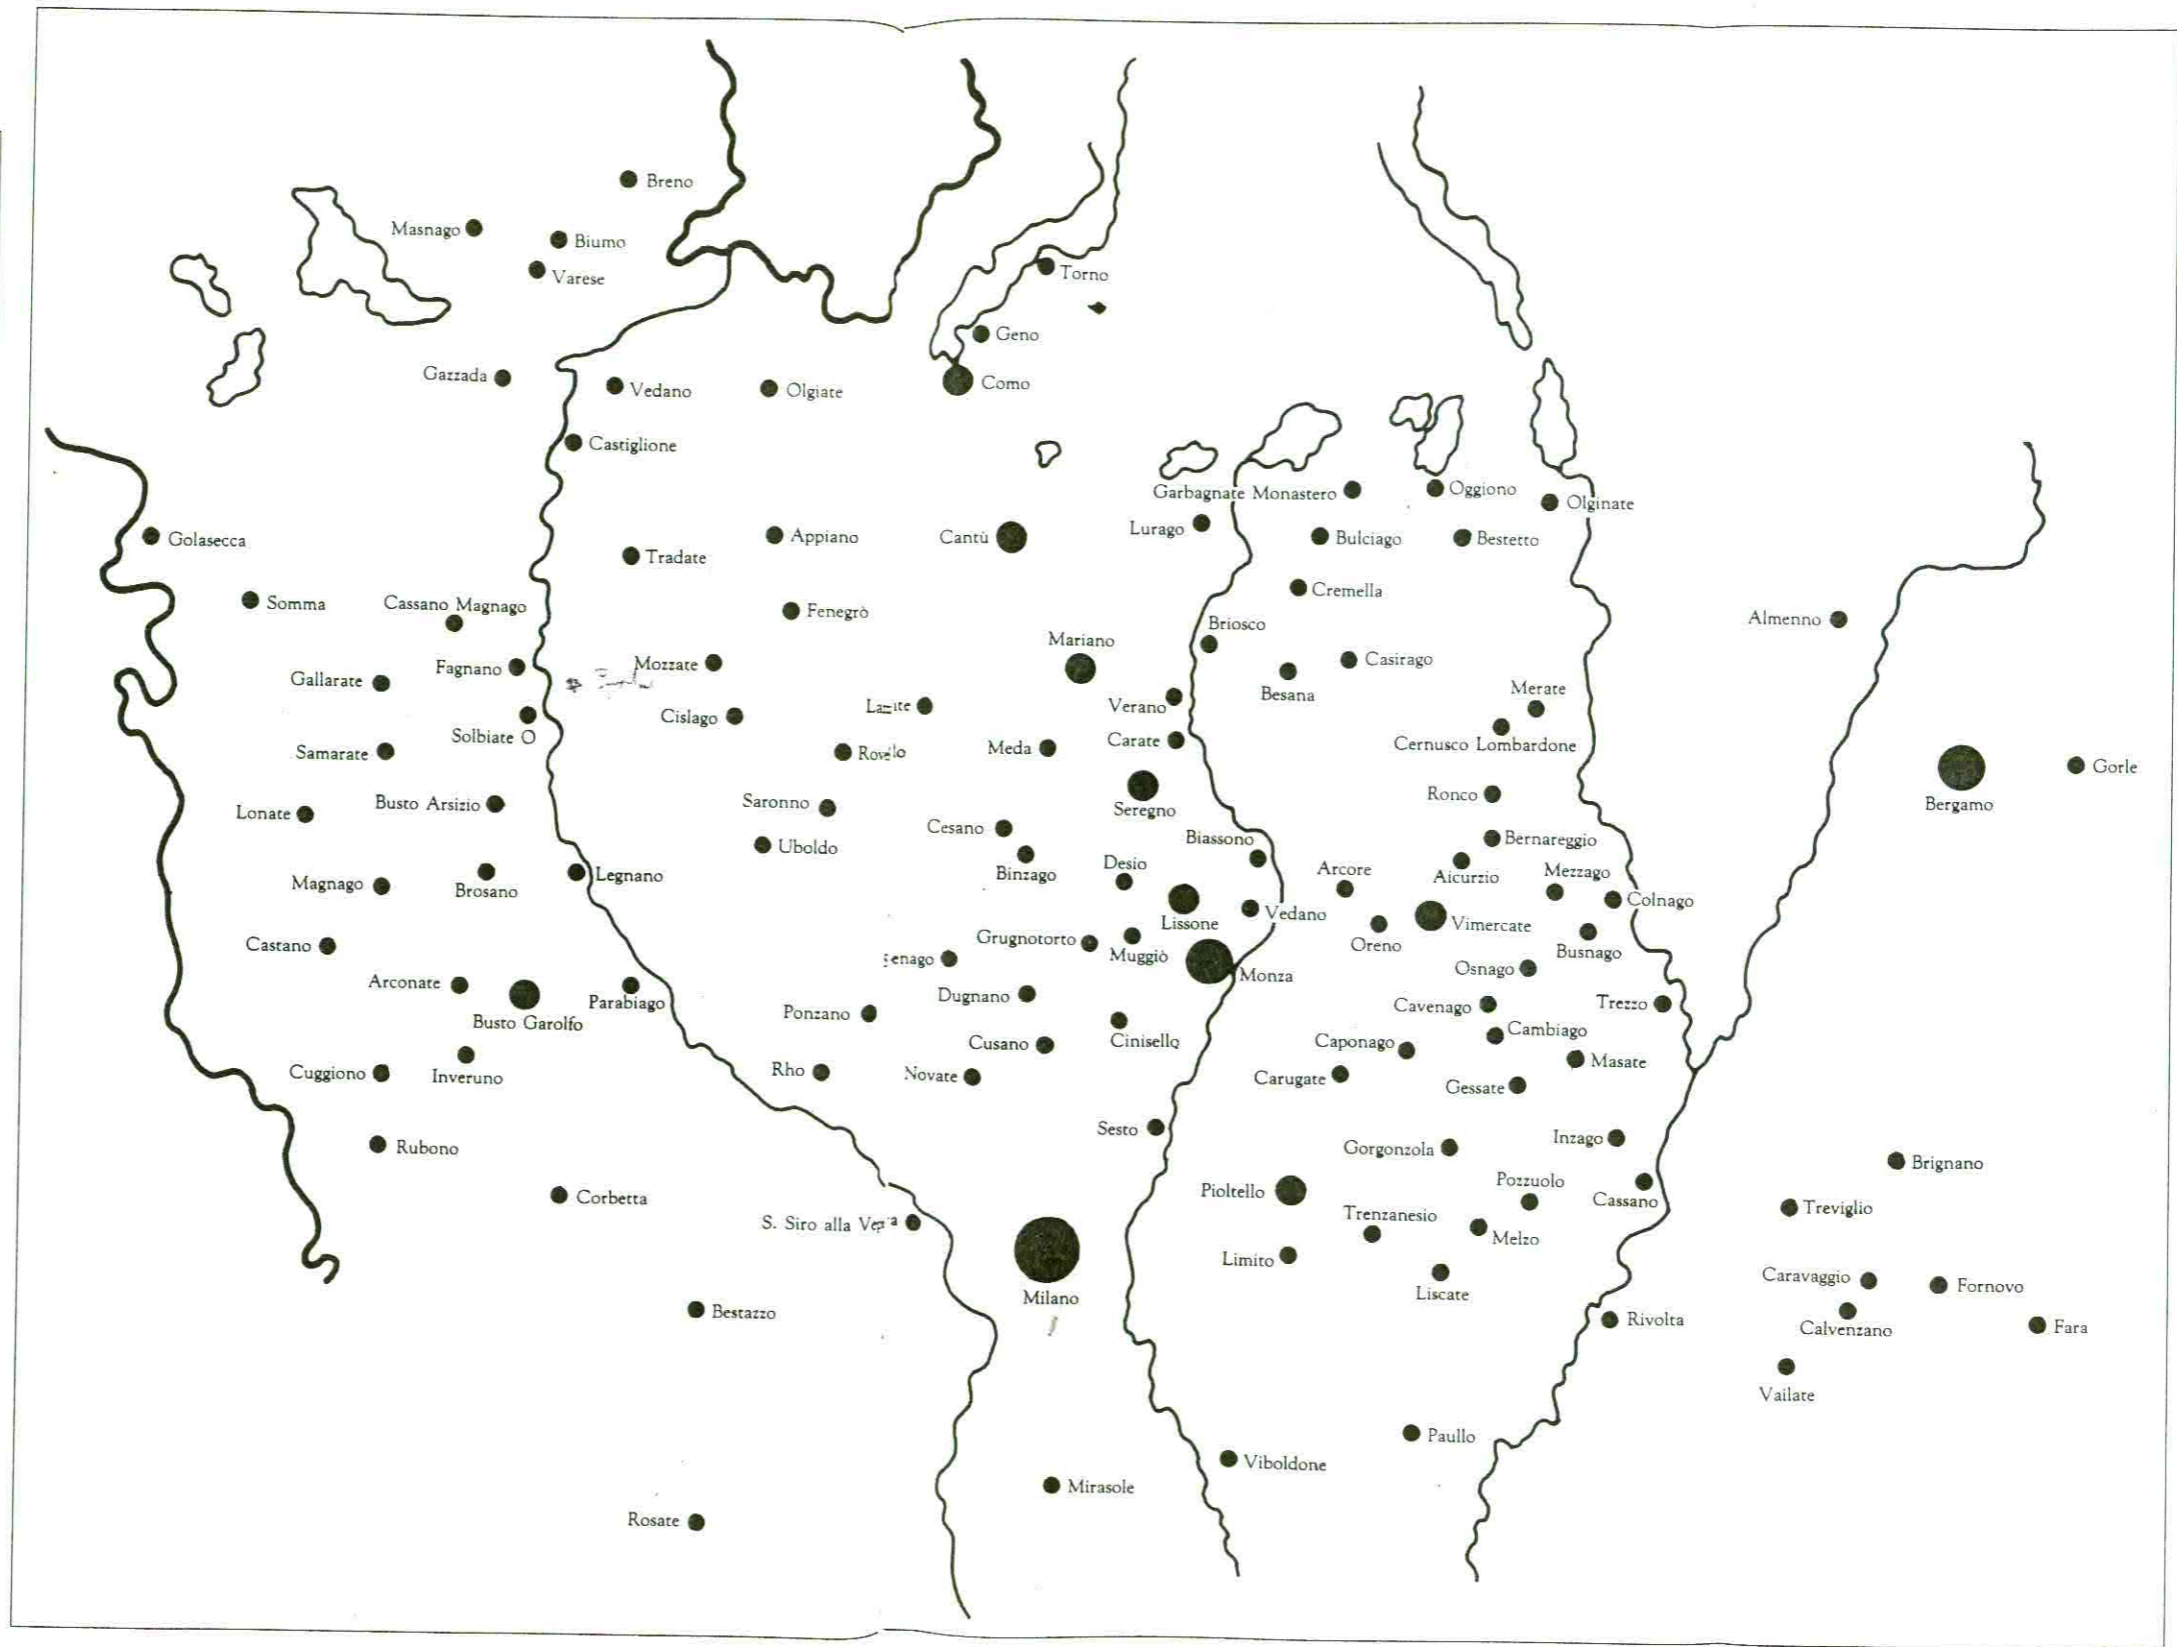 Breno
Masnago
Biumo
Varese
Torno
Geno
Gazzada
Vedano
Olgiate
Como
Castiglione
Garbagnate Monastero
Oggiono
Olginate
Golasecca
Tradate
Appiano
Cantù
Lurago
Bulciago
Bestetto
Somma
Cassano Magnago
Fenegrò
Cremella
Almenno
Briosco
Mariano
Gallarate
Fagnano
Mozzate
Besana
Casirago
Merate
Solbiate O
Cislago
Verano
Samarate
Meda
Carate
Cernusco Lombardone
Bergamo
Gorle
Lonate
Busto Arsizio
Saronno
Seregno
Ronco
Uboldo
Cesano
Biassono
Bernareggio
Magnago
Brosano
Legnano
Binzago
Desio
Arcore
Aicurzio
Mezzago
Colnago
Lissone
Vedano
Vimercate
Castano
Grugnotorto
Muggiò
Oreno
Busnago
Monza
Osnago
Arconate
Busto Garolfo
Parabiago
Ponzano
Dugnano
Cavenago
Trezzo
Cusano
Cinisello
Cambiago
Caponago
Masate
Cuggiono
Inveruno
Rho
Novate
Carugate
Gessate
Rubono
Sesto
Gorgonzola
Inzago
Brignano
Corbetta
Pioltello
Pozzuolo
Cassano
Treviglio
S. Siro alla
Trenzanesio
Melzo
Limito
Liscate
Milano
Caravaggio
Fornovo
Bestazzo
Rivolta
Calvenzano
Fara
Vailate
Paullo
Viboldone
Mirasole
Rosate